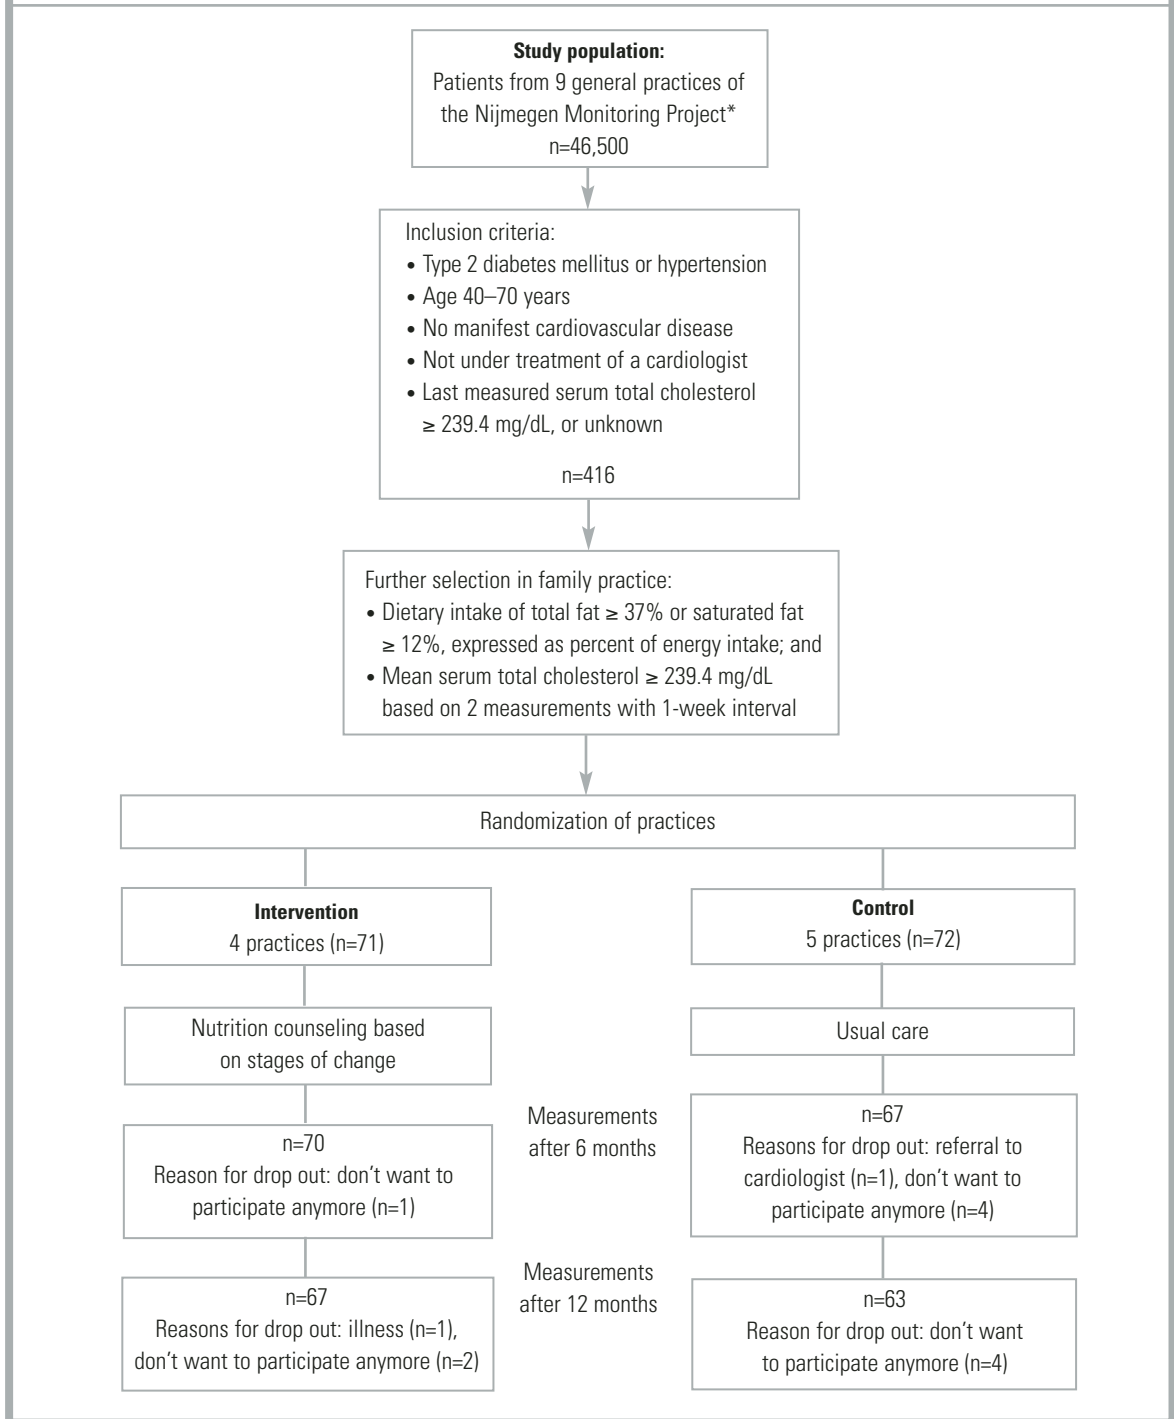 Study population:
Patients from 9 general practices of
the Nijmegen Monitoring Project*
n=46,500
Inclusion criteria:
• Type 2 diabetes mellitus or hypertension
• Age 40–70 years
• No manifest cardiovascular disease
• Not under treatment of a cardiologist
• Last measured serum total cholesterol
≥ 239.4 mg/dL, or unknown
n=416
Further selection in family practice:
• Dietary intake of total fat ≥ 37% or saturated fat
≥ 12%, expressed as percent of energy intake; and
• Mean serum total cholesterol ≥ 239.4 mg/dL
based on 2 measurements with 1-week interval
Randomization of practices
Intervention
4 practices (n=71)
Control
5 practices (n=72)
Nutrition counseling based
on stages of change
Usual care
n=70
Reason for drop out: don't want to
participate anymore (n=1)
Measurements
after 6 months
n=67
Reasons for drop out: referral to
cardiologist (n=1), don't want to
participate anymore (n=4)
n=67
Reasons for drop out: illness (n=1),
don't want to participate anymore (n=2)
Measurements
after 12 months
n=63
Reason for drop out: don't want
to participate anymore (n=4)